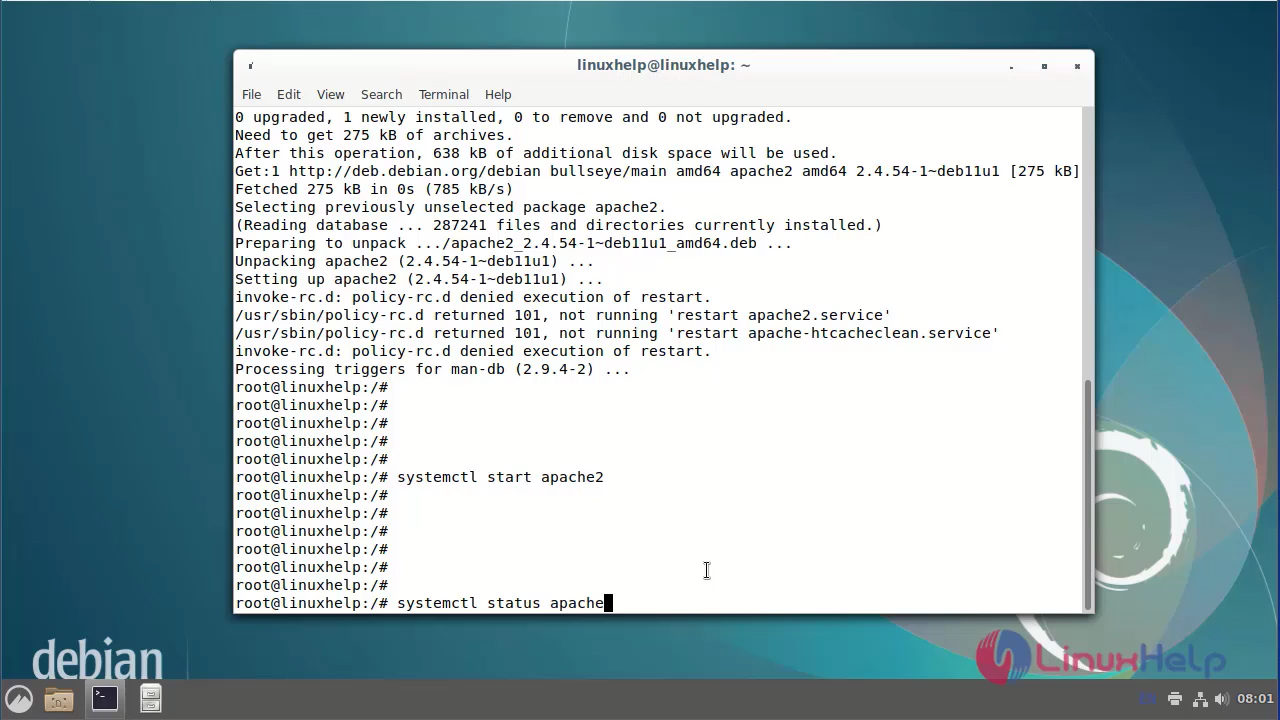 linuxhelp@linuxhelp: ~
File Edit View Search Terminal Help
0 upgraded, 1 newly installed, 0 to remove and 0 not upgraded.
Need to get 275 kB of archives.
After this operation, 638 kB of additional disk space will be used.
Get:1 http://deb.debian.org/debian bullseye/main amd64 apache2 amd64 2.4.54-1~deb11u1 [275 kB]
Fetched 275 kB in 0s (785 kB/s)
Selecting previously unselected package apache2.
(Reading database ... 287241 files and directories currently installed.)
Preparing to unpack .../apache2_2.4.54-1~deb11u1_amd64.deb ...
Unpacking apache2 (2.4.54-1~deb11u1) ...
Setting up apache2 (2.4.54-1~deb11u1) ...
invoke-rc.d: policy-rc.d denied execution of restart.
/usr/sbin/policy-rc.d returned 101, not running 'restart apache2.service'
/usr/sbin/policy-rc.d returned 101, not running 'restart apache-htcacheclean.service'
invoke-rc.d: policy-rc.d denied execution of restart.
Processing triggers for man-db (2.9.4-2) ...
root@linuxhelp:/#
root@linuxhelp:/#
root@linuxhelp:/#
root@linuxhelp:/#
root@linuxhelp:/#
root@linuxhelp:/# systemctl start apache2
root@linuxhelp:/#
root@linuxhelp:/#
root@linuxhelp:/#
root@linuxhelp:/#
root@linuxhelp:/#
root@linuxhelp:/#
root@linuxhelp:/# systemctl status apache
debian
LinuxHelp
08:01